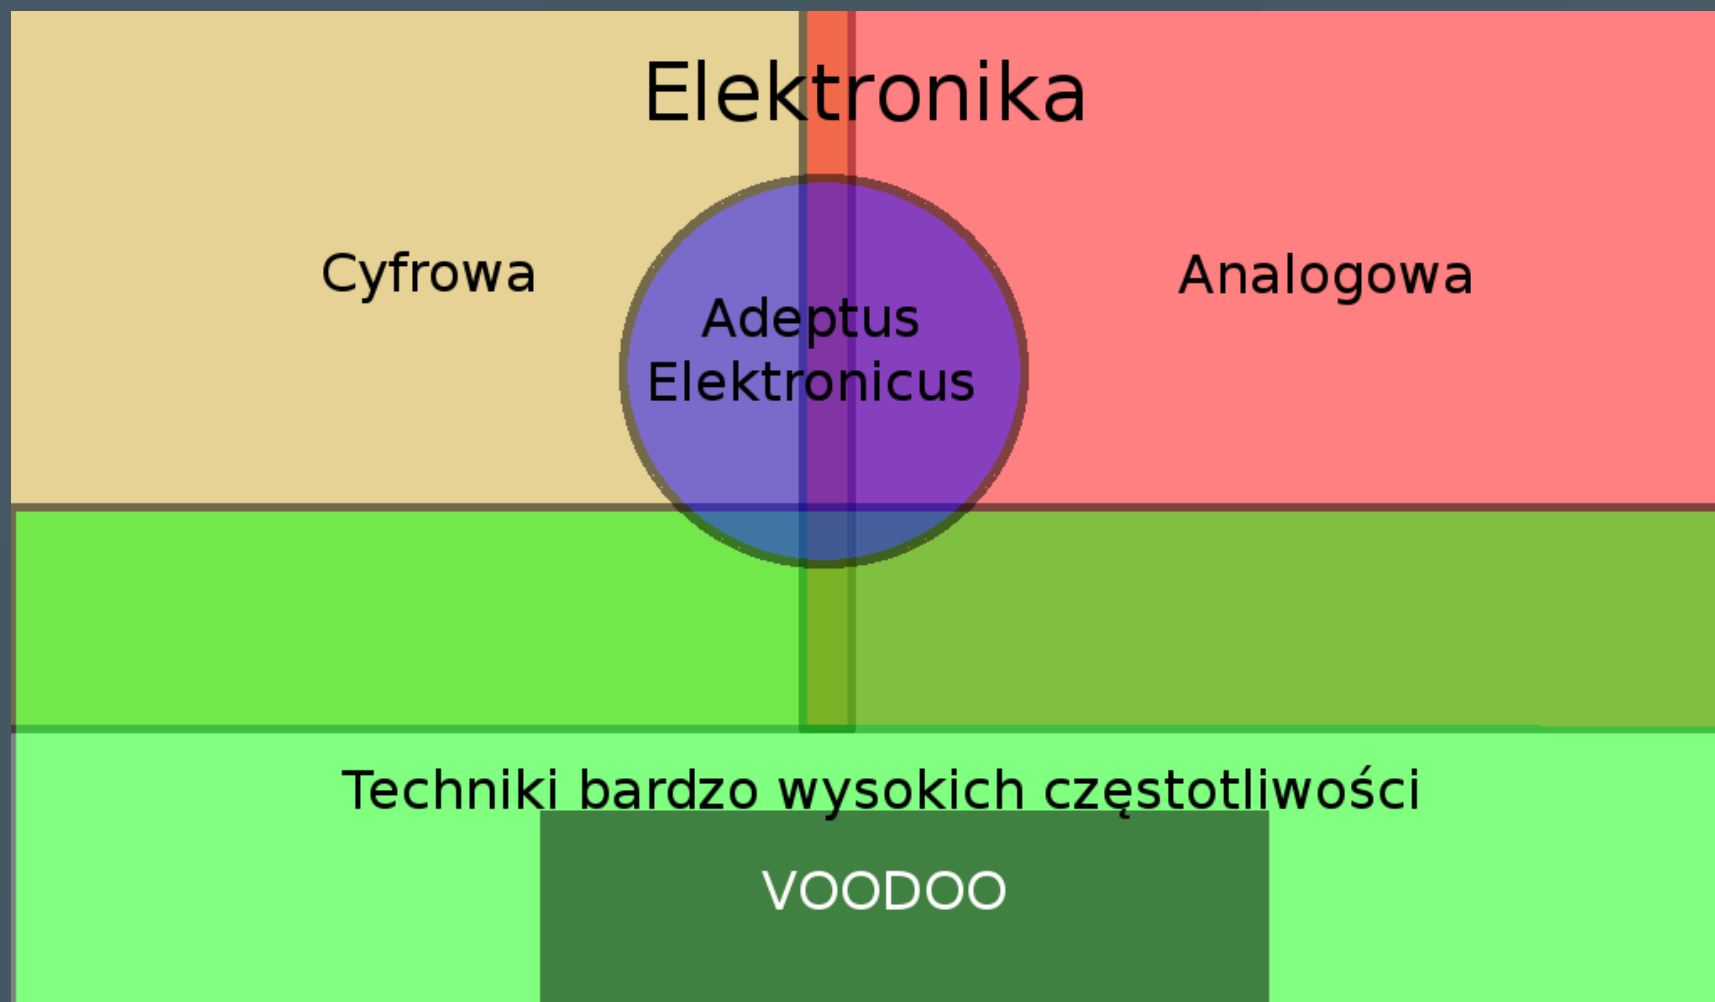 Elektronika
Cyfrowa
Analogowa
Adeptus
Elektronicus
Techniki bardzo wysokich częstotliwości
VOODOO